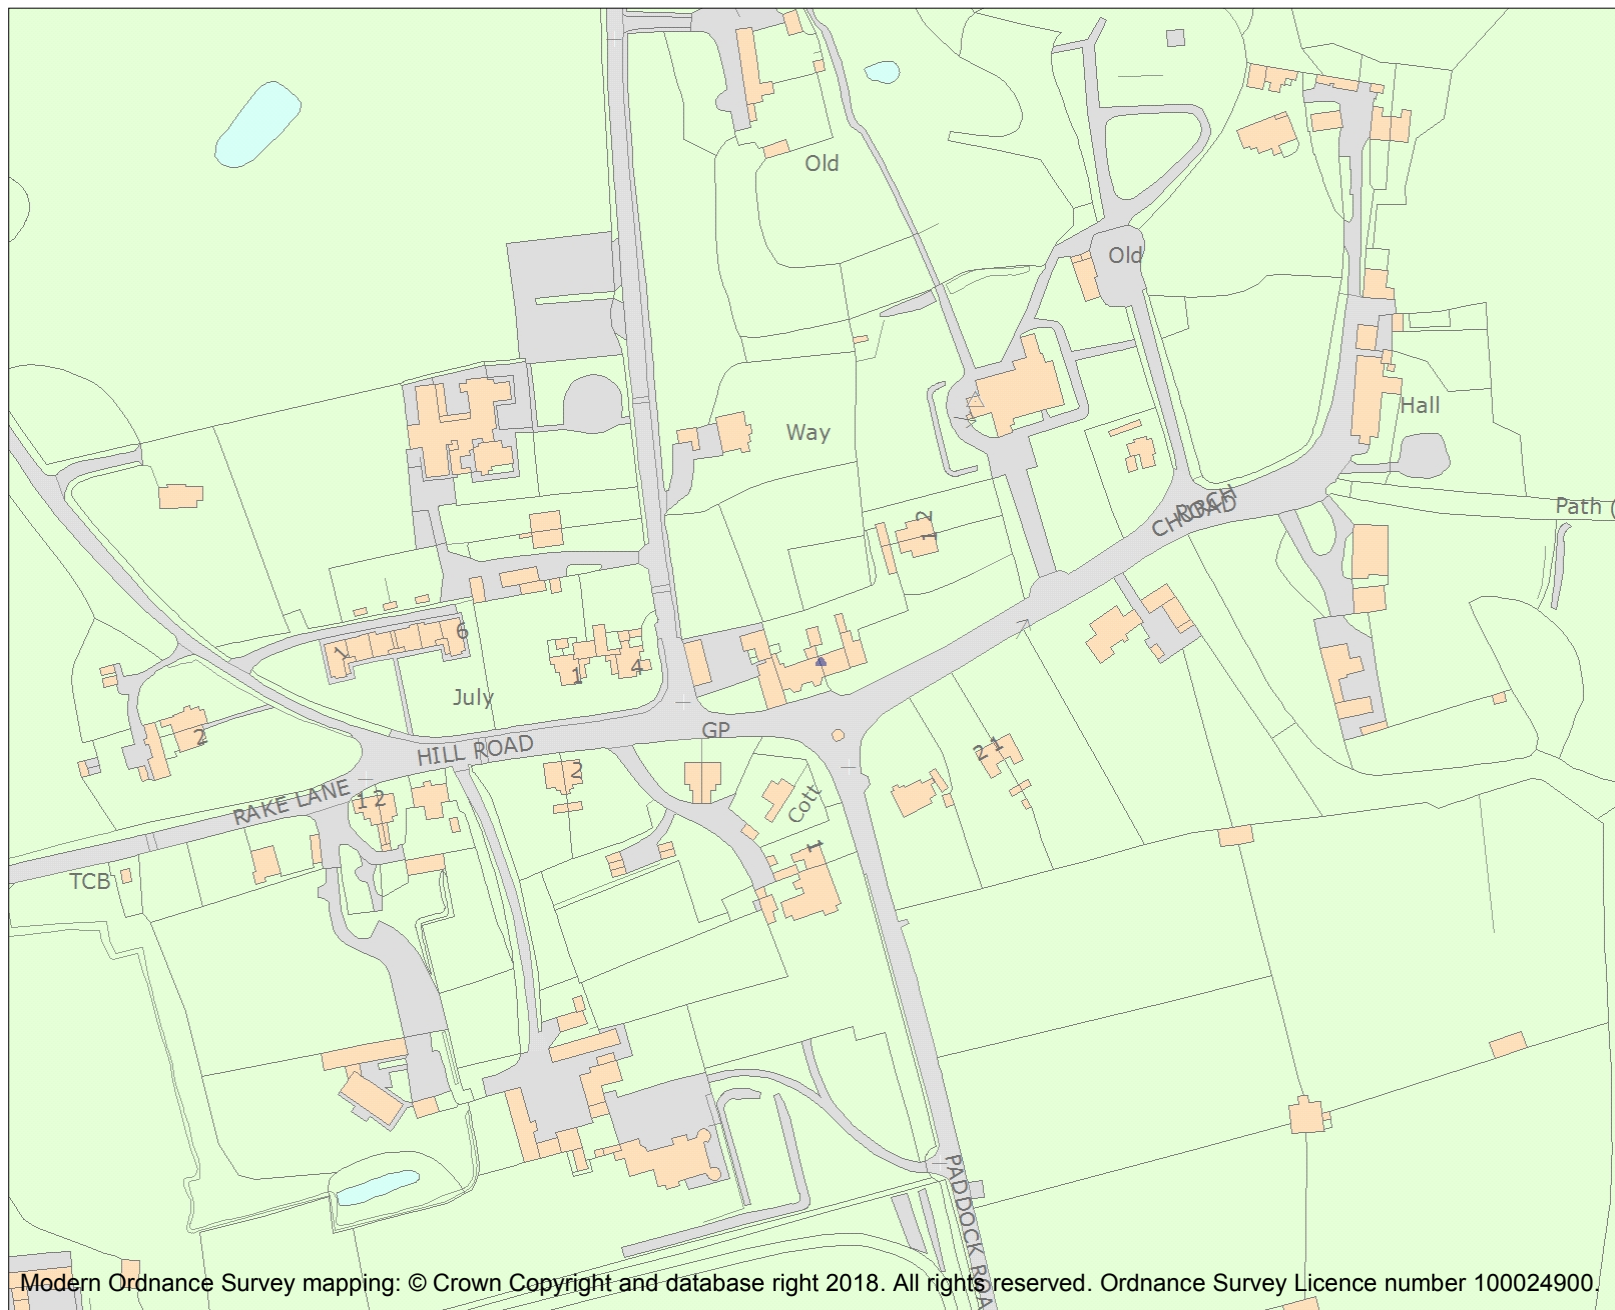 Old
Old
Way
Hall
CHURCH
ROAD
Path (
1 2
6
1
1
4
July
2
GP
HILL ROAD
2
2 1
RAKE LANE
1 2
Cott
1
TCB
PADDOCK ROA
Modern Ordnance Survey mapping: © Crown Copyright and database right 2018. All rights reserved. Ordnance Survey Licence number 100024900.